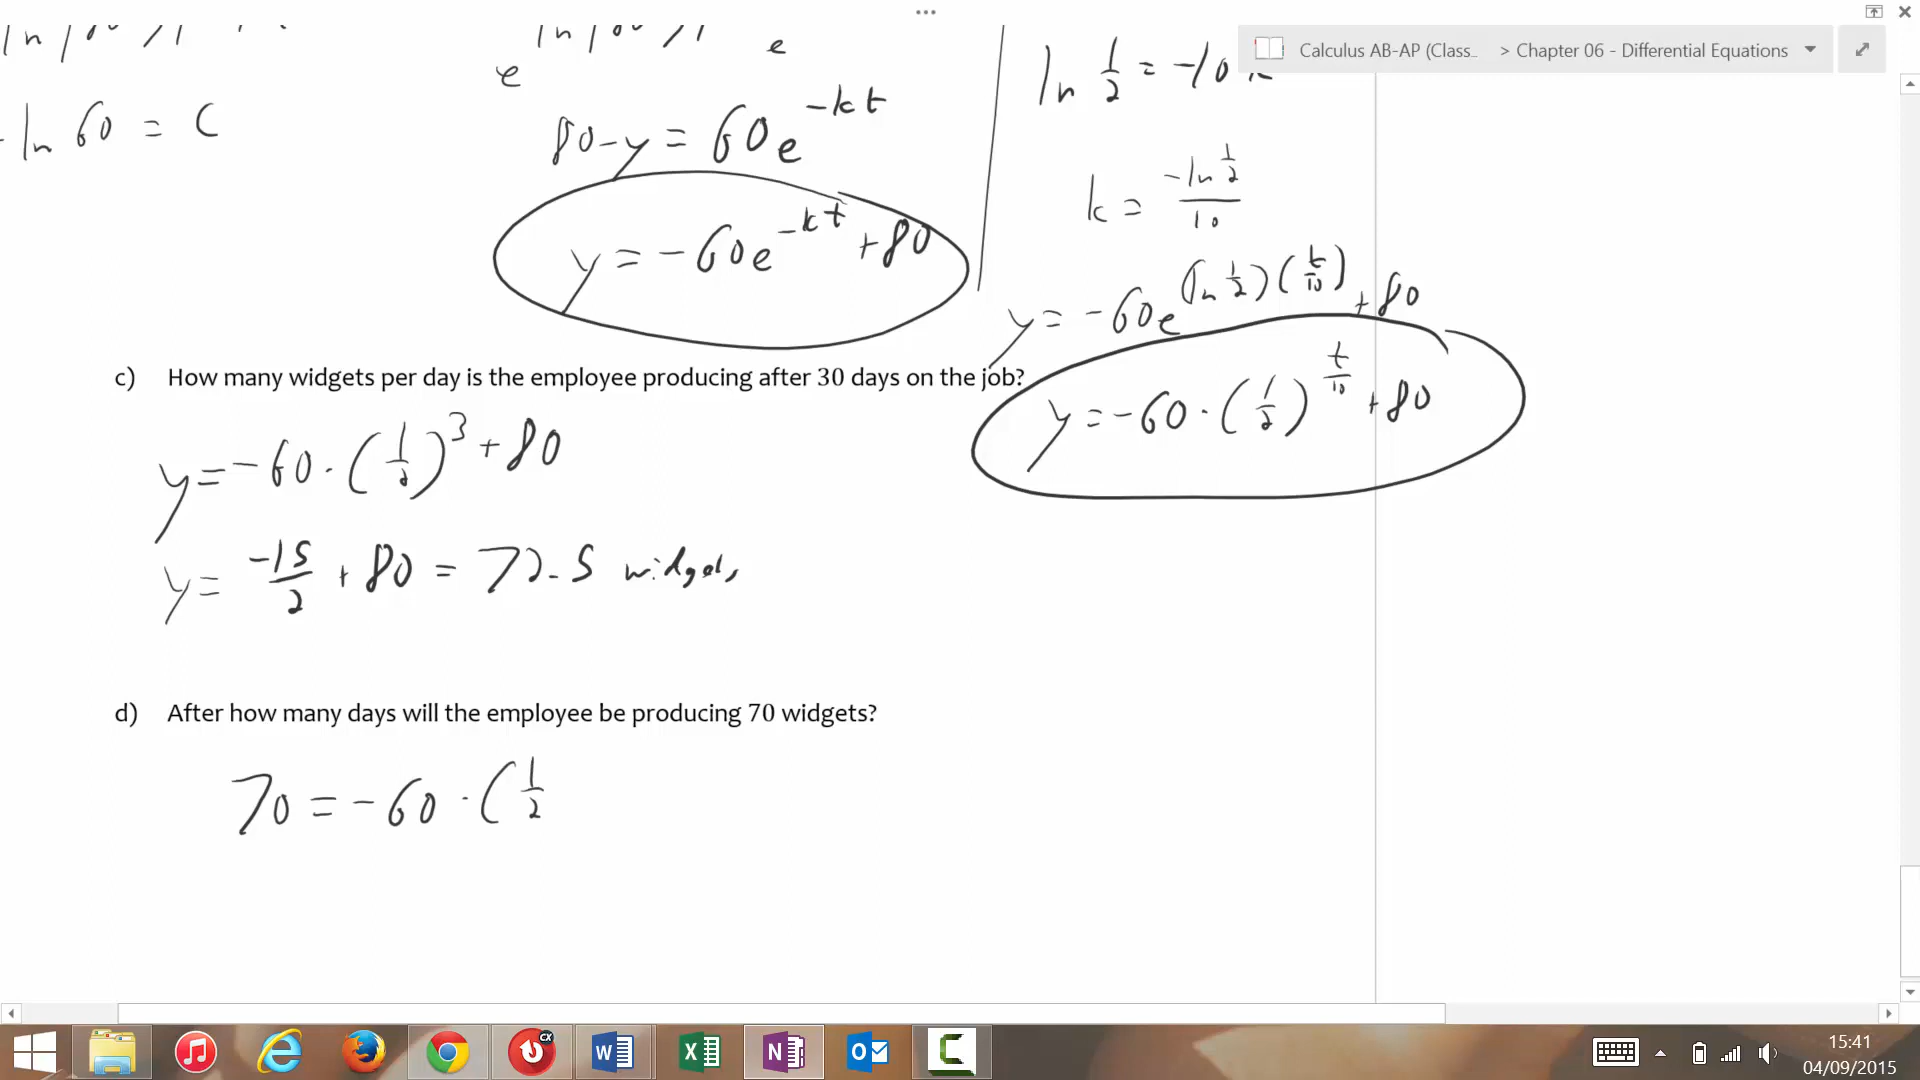 Calculus AB-AP (Class.. > Chapter 06 - Differential Equations
ln 1/2 = -10 k
- ln 60 = C
80-y = 60e^-kt
k = -ln 1/2 / 10
y = -60e^-kt +80
y = -60e^(ln 1/2)(t/10) + 80
c) How many widgets per day is the employee producing after 30 days on the job?
y = -60 · (1/2)^t/10 + 80
y = -60 · (1/2)^3 + 80
y = -15/2 + 80 = 72.5 widgets
d) After how many days will the employee be producing 70 widgets?
70 = -60 · (1/2
15:41
04/09/2015